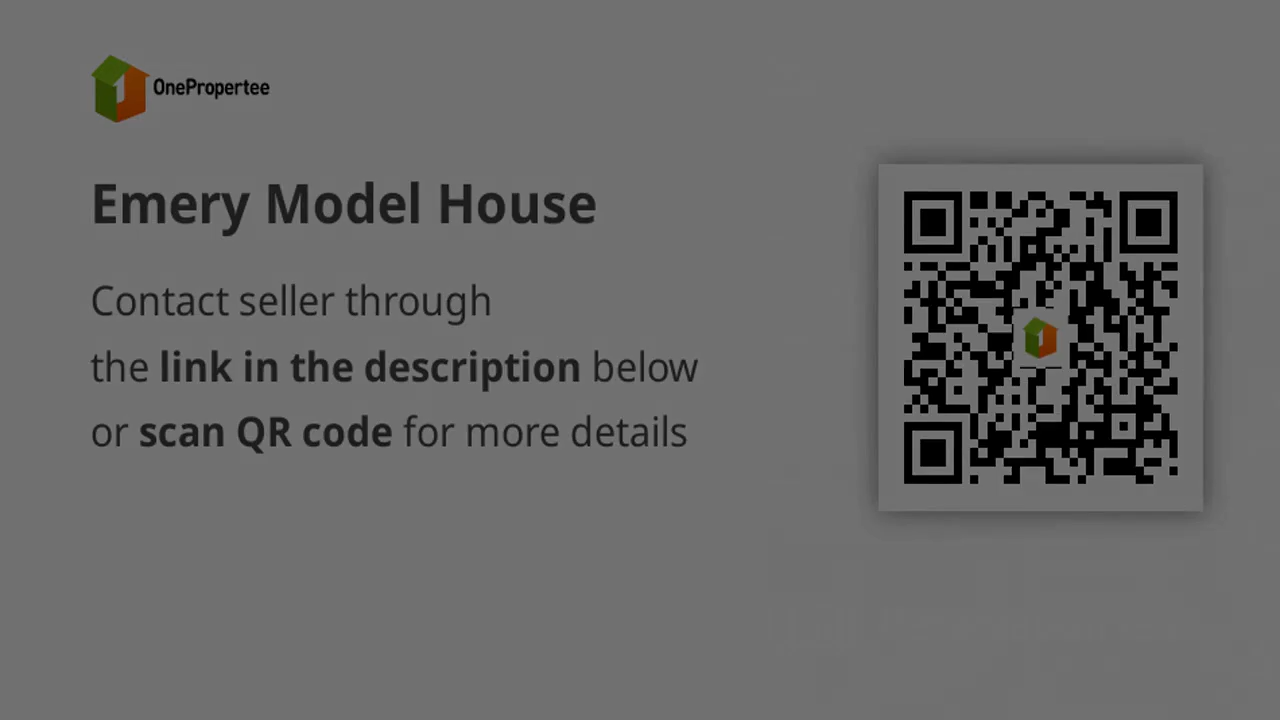 OnePropertee
Emery Model House
Contact seller through
the link in the description below
or scan QR code for more details